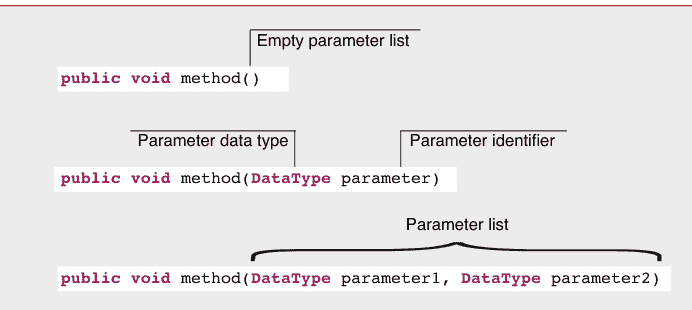 Empty parameter list
public void method()
Parameter data type Parameter identifier
public void method(DataType parameter)
Parameter list
public void method(DataType parameter1, DataType parameter2)